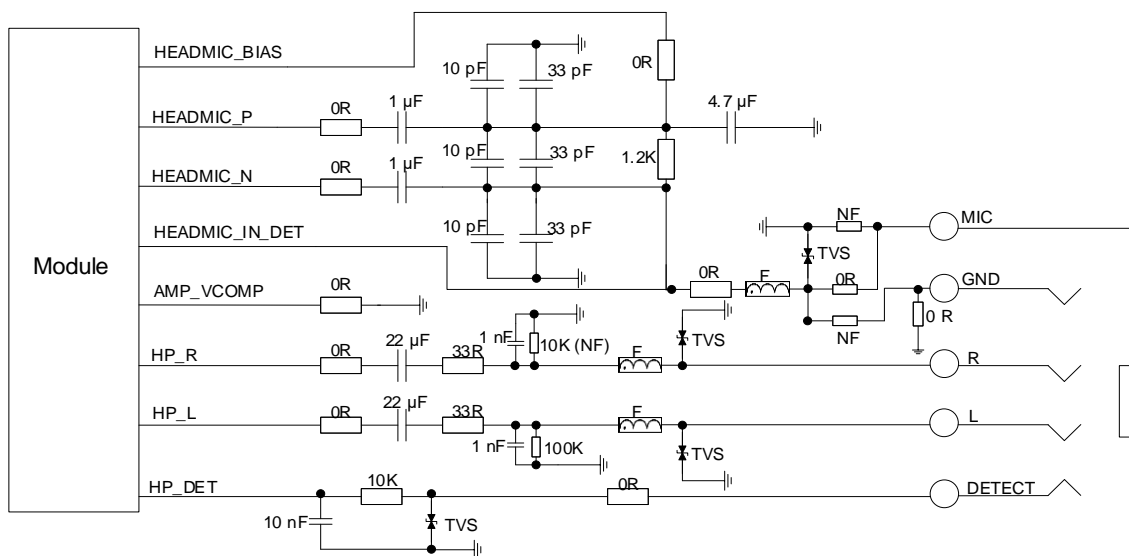 HEADMIC_BIAS
0R
10 pF
33 pF
HEADMIC_P
0R
1 µF
4.7 µF
1.2K
HEADMIC_N
0R
1 µF
10 pF
33 pF
HEADMIC_IN_DET
10 pF
33 pF
NF
MIC
TVS
Module
0R
F
0R
AMP_VCOMP
0R
GND
NF
0 R
1 nF
10K (NF)
TVS
HP_R
0R
22 µF
33R
F
R
HP_L
0R
22 µF
33R
F
L
1 nF
100K
TVS
HP_DET
10K
0R
DETECT
10 nF
TVS